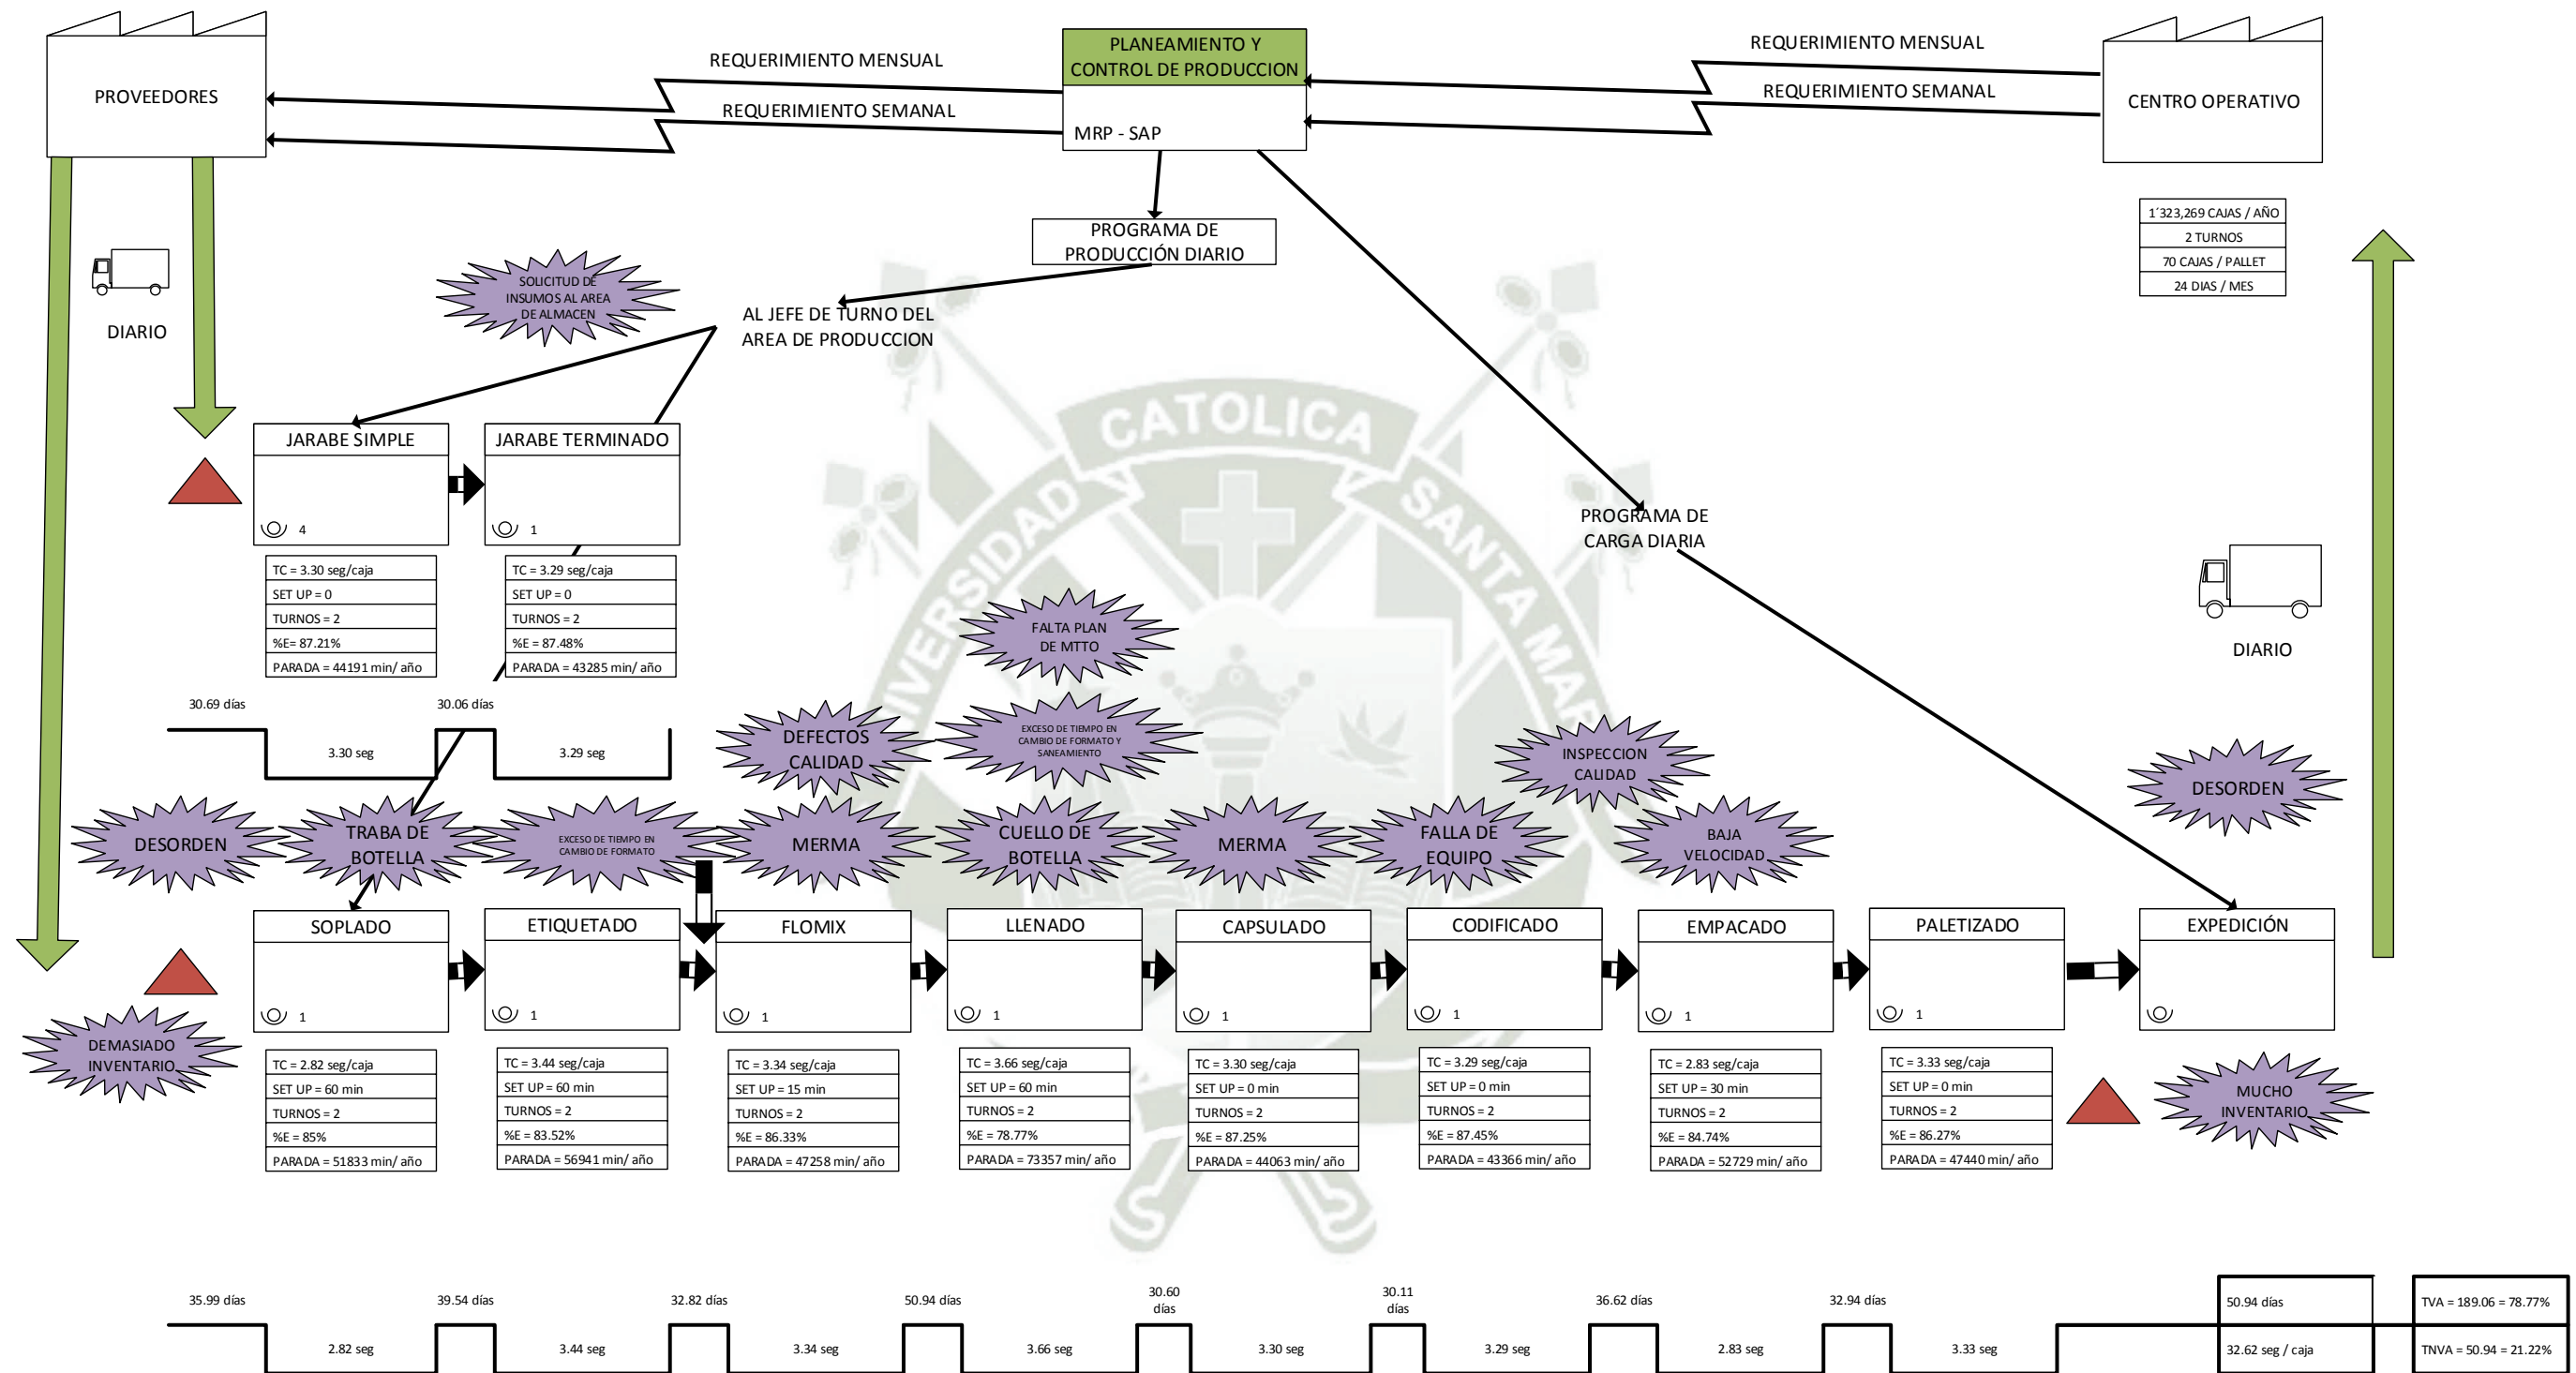 PROVEEDORES
REQUERIMIENTO MENSUAL
REQUERIMIENTO SEMANAL
PLANEAMIENTO Y
CONTROL DE PRODUCCION
MRP - SAP
REQUERIMIENTO MENSUAL
REQUERIMIENTO SEMANAL
CENTRO OPERATIVO
1´323,269 CAJAS / AÑO
2 TURNOS
70 CAJAS / PALLET
24 DIAS / MES
PROGRAMA DE
PRODUCCIÓN DIARIO
SOLICITUD DE
INSUMOS AL AREA
DE ALMACEN
DIARIO
AL JEFE DE TURNO DEL
AREA DE PRODUCCION
UNIVERSIDAD
CATOLICA
SANTA MAR
JARABE SIMPLE
4
TC = 3.30 seg/caja
SET UP = 0
TURNOS = 2
%E= 87.21%
PARADA = 44191 min/ año
JARABE TERMINADO
1
TC = 3.29 seg/caja
SET UP = 0
TURNOS = 2
%E = 87.48%
PARADA = 43285 min/ año
PROGRAMA DE
CARGA DIARIA
DIARIO
FALTA PLAN
DE MTTO
30.69 días
30.06 días
3.30 seg
3.29 seg
DEFECTOS
CALIDAD
EXCESO DE TIEMPO EN
CAMBIO DE FORMATO Y
SANEAMIENTO
INSPECCION
CALIDAD
DESORDEN
DESORDEN
TRABA DE
BOTELLA
EXCESO DE TIEMPO EN
CAMBIO DE FORMATO
MERMA
CUELLO DE
BOTELLA
MERMA
FALLA DE
EQUIPO
BAJA
VELOCIDAD
SOPLADO
1
TC = 2.82 seg/caja
SET UP = 60 min
TURNOS = 2
%E = 85%
PARADA = 51833 min/ año
ETIQUETADO
1
TC = 3.44 seg/caja
SET UP = 60 min
TURNOS = 2
%E = 83.52%
PARADA = 56941 min/ año
FLOMIX
1
TC = 3.34 seg/caja
SET UP = 15 min
TURNOS = 2
%E = 86.33%
PARADA = 47258 min/ año
LLENADO
1
TC = 3.66 seg/caja
SET UP = 60 min
TURNOS = 2
%E = 78.77%
PARADA = 73357 min/ año
CAPSULADO
1
TC = 3.30 seg/caja
SET UP = 0 min
TURNOS = 2
%E = 87.25%
PARADA = 44063 min/ año
CODIFICADO
1
TC = 3.29 seg/caja
SET UP = 0 min
TURNOS = 2
%E = 87.45%
PARADA = 43366 min/ año
EMPACADO
1
TC = 2.83 seg/caja
SET UP = 30 min
TURNOS = 2
%E = 84.74%
PARADA = 52729 min/ año
PALETIZADO
1
TC = 3.33 seg/caja
SET UP = 0 min
TURNOS = 2
%E = 86.27%
PARADA = 47440 min/ año
EXPEDICIÓN
DEMASIADO
INVENTARIO
MUCHO
INVENTARIO
35.99 días
39.54 días
32.82 días
50.94 días
30.60
días
30.11
días
36.62 días
32.94 días
50.94 días
TVA = 189.06 = 78.77%
2.82 seg
3.44 seg
3.34 seg
3.66 seg
3.30 seg
3.29 seg
2.83 seg
3.33 seg
32.62 seg / caja
TNVA = 50.94 = 21.22%